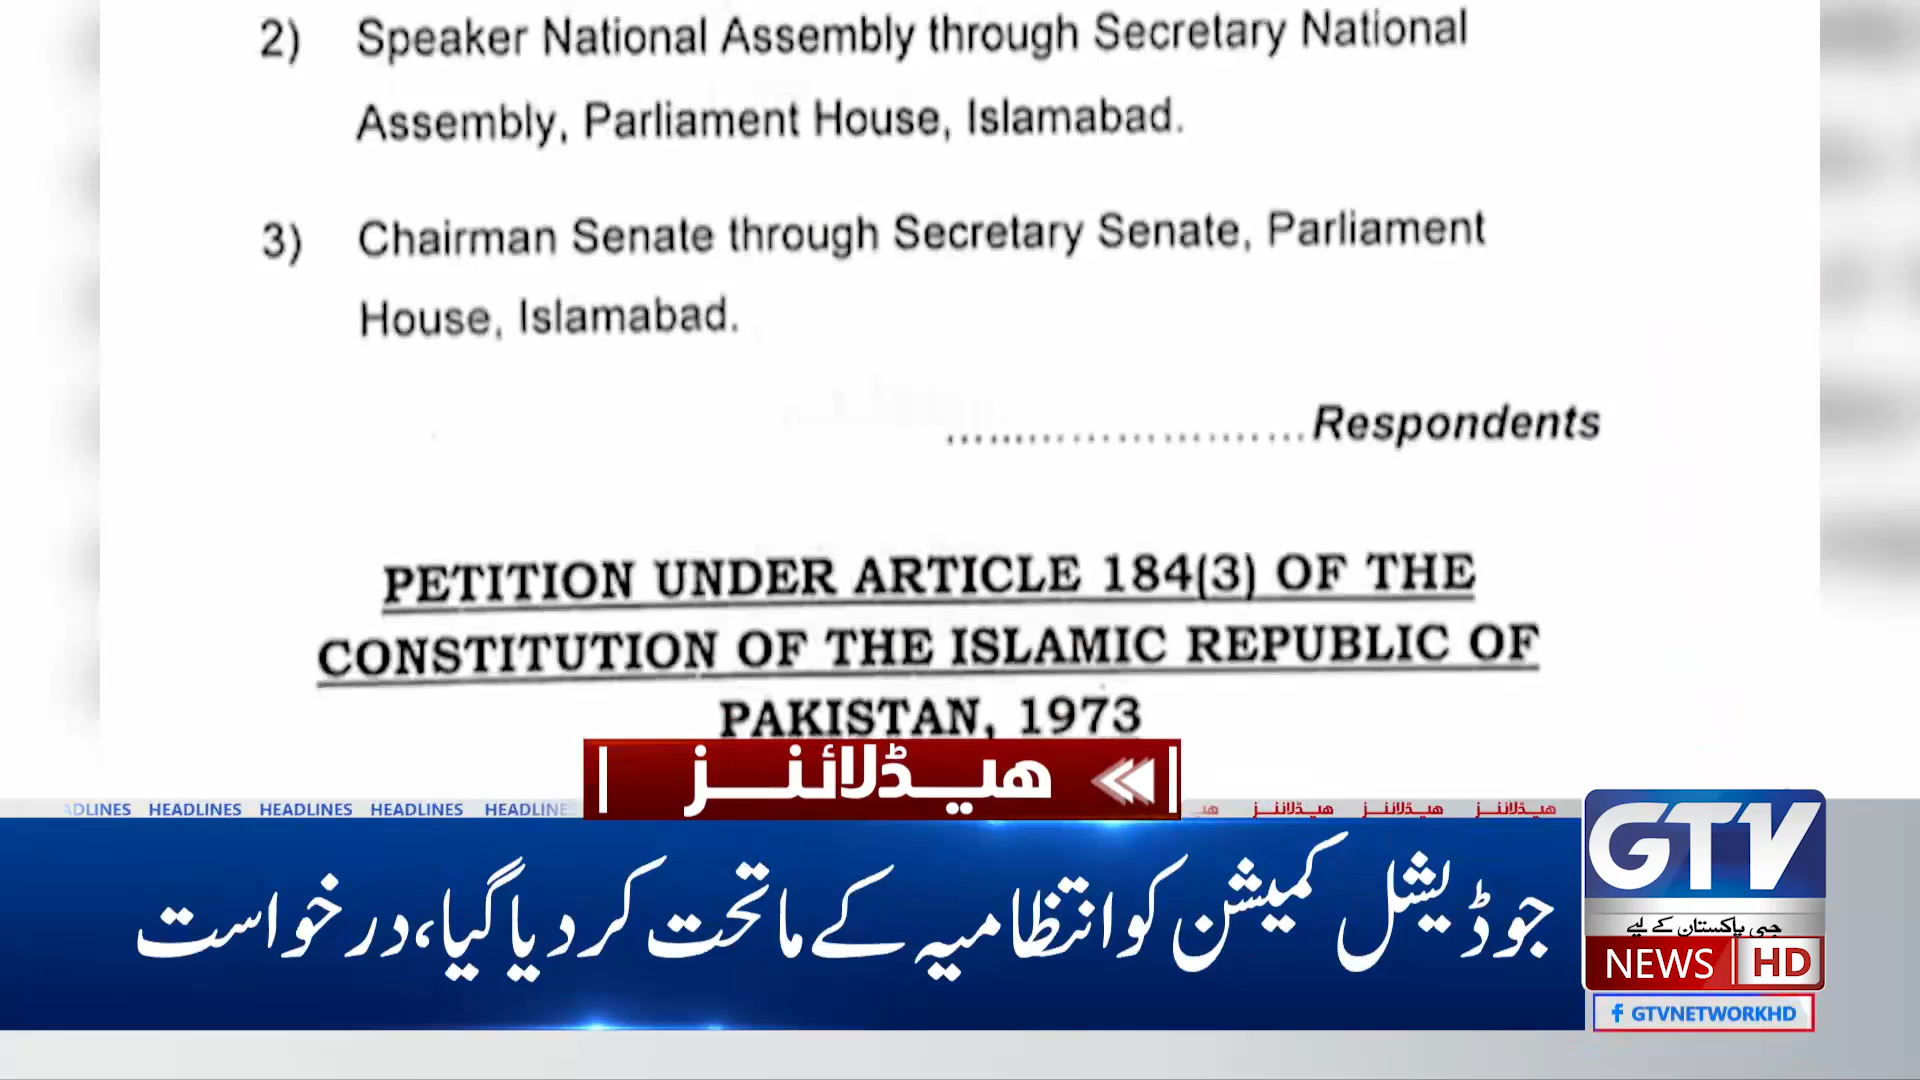 2) Speaker National Assembly through Secretary National
Assembly, Parliament House, Islamabad.
3) Chairman Senate through Secretary Senate, Parliament
House, Islamabad.
........................Respondents
PETITION UNDER ARTICLE 184(3) OF THE
CONSTITUTION OF THE ISLAMIC REPUBLIC OF
PAKISTAN, 1973
ھیڈلائنز
HEADLINES HEADLINES HEADLINES
ھیڈلائنز ھیڈلائنز ھیڈلائنز
جوڈیشل کمیشن کو انتظامیہ کے ماتحت کر دیا گیا، درخواست
GTV
جی پاکستان کے لیے
NEWS HD
f GTVNETWORKHD